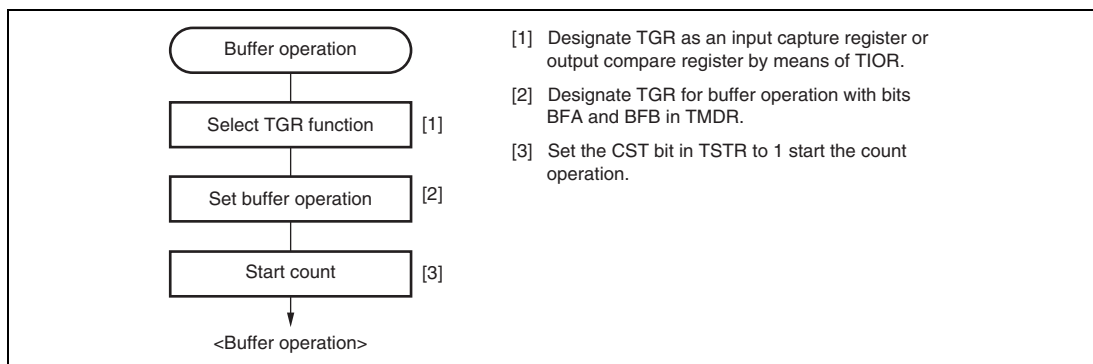 Buffer operation
Select TGR function
[1]
Set buffer operation
[2]
Start count
[3]
<Buffer operation>
[1] Designate TGR as an input capture register or
output compare register by means of TIOR.
[2] Designate TGR for buffer operation with bits
BFA and BFB in TMDR.
[3] Set the CST bit in TSTR to 1 start the count
operation.